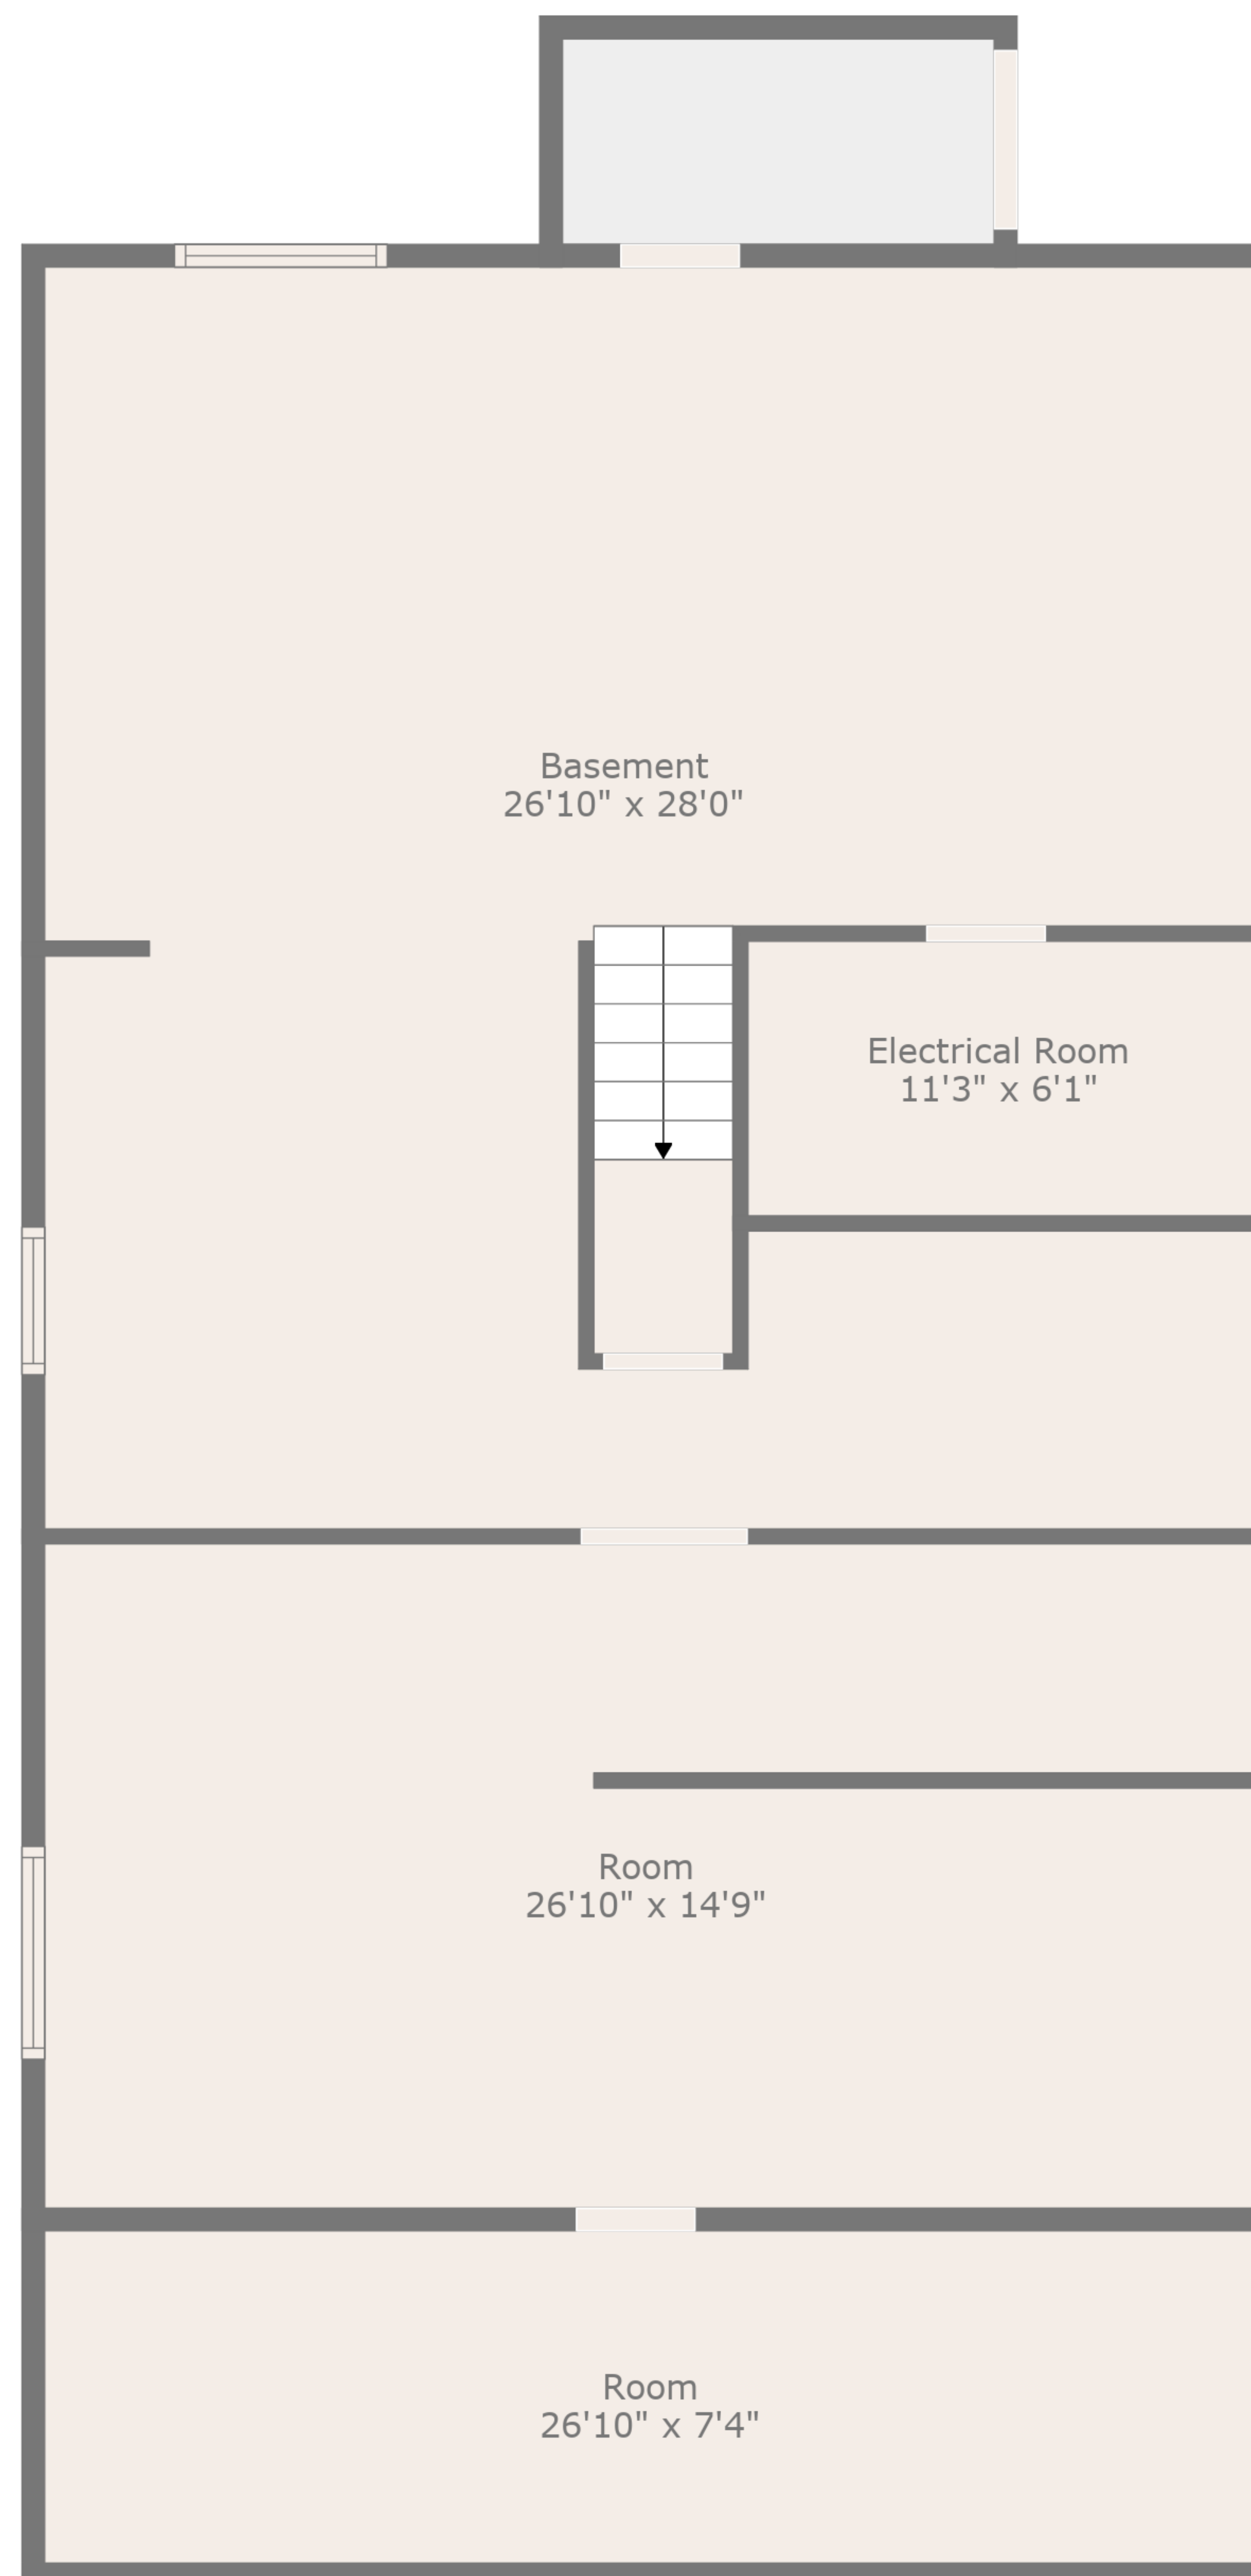 Basement
26'10" x 28'0"
Electrical Room
11'3" x 6'1"
Room
26'10" x 14'9"
Room
26'10" x 7'4"